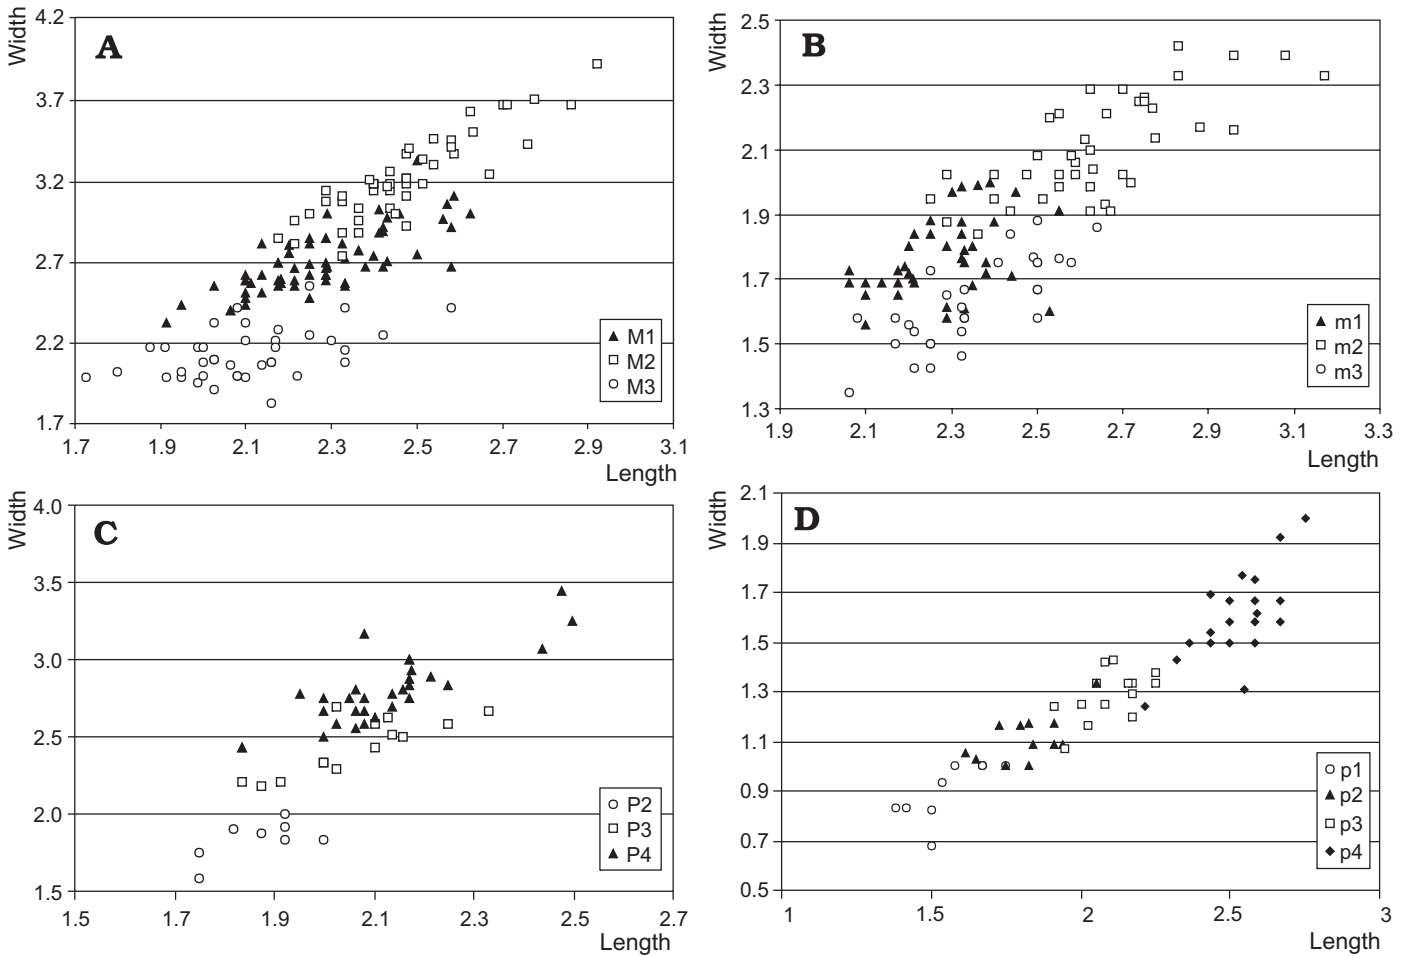 Width
A
4.2
3.7
3.2
2.7
2.2
1.7
1.7 1.9 2.1 2.3 2.5 2.7 2.9 3.1
Length
M1
M2
M3
Width
B
2.5
2.3
2.1
1.9
1.7
1.5
1.3
1.9 2.1 2.3 2.5 2.7 2.9 3.1 3.3
Length
m1
m2
m3
Width
C
4.0
3.5
3.0
2.5
2.0
1.5
1.5 1.7 1.9 2.1 2.3 2.5 2.7
Length
P2
P3
P4
Width
D
2.1
1.9
1.7
1.5
1.3
1.1
0.9
0.7
0.5
1 1.5 2 2.5 3
Length
p1
p2
p3
p4